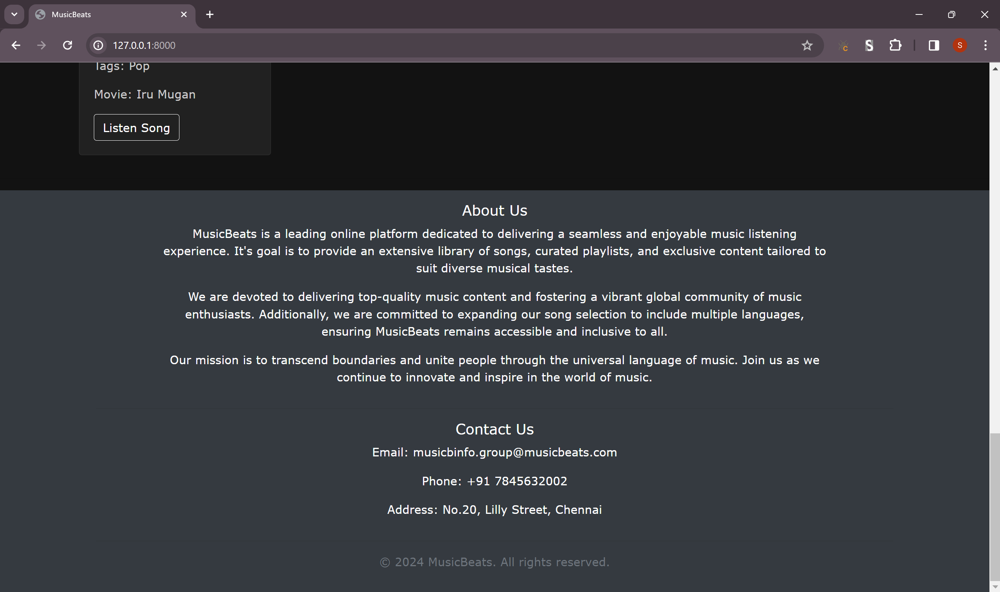 MusicBeats
127.0.0.1:8000
C
S
S
Tags: Pop
Movie: Iru Mugan
Listen Song
About Us
MusicBeats is a leading online platform dedicated to delivering a seamless and enjoyable music listening
experience. It's goal is to provide an extensive library of songs, curated playlists, and exclusive content tailored to
suit diverse musical tastes.
We are devoted to delivering top-quality music content and fostering a vibrant global community of music
enthusiasts. Additionally, we are committed to expanding our song selection to include multiple languages,
ensuring MusicBeats remains accessible and inclusive to all.
Our mission is to transcend boundaries and unite people through the universal language of music. Join us as we
continue to innovate and inspire in the world of music.
Contact Us
Email: musicbinfo.group@musicbeats.com
Phone: +91 7845632002
Address: No.20, Lilly Street, Chennai
© 2024 MusicBeats. All rights reserved.